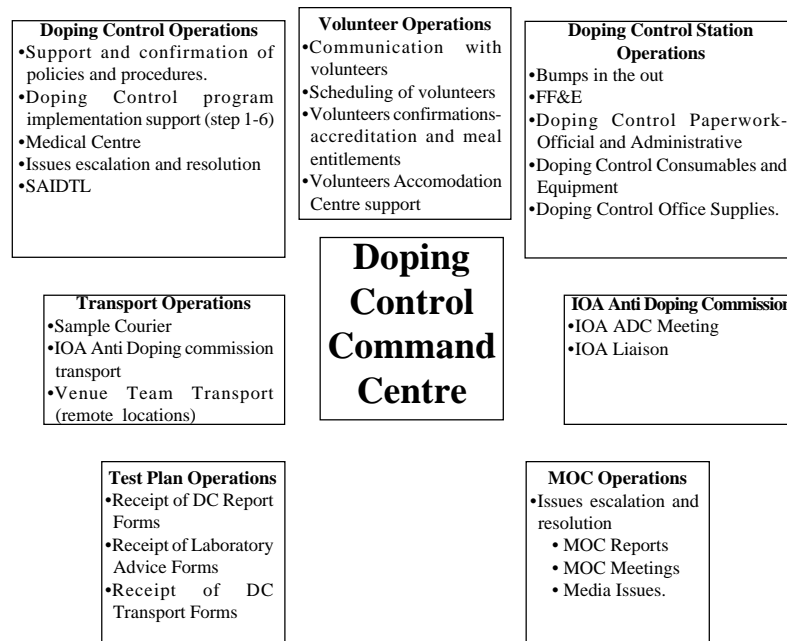 Doping Control Operations
•Support and confirmation of
policies and procedures.
•Doping Control program
implementation support (step 1-6)
•Medical Centre
•Issues escalation and resolution
•SAIDTL
Volunteer Operations
•Communication with
volunteers
•Scheduling of volunteers
•Volunteers confirmations-
accreditation and meal
entitlements
•Volunteers Accomodation
Centre support
Doping Control Station
Operations
•Bumps in the out
•FF&E
•Doping Control Paperwork-
Official and Administrative
•Doping Control Consumables and
Equipment
•Doping Control Office Supplies.
Doping
Control
Command
Centre
Transport Operations
•Sample Courier
•IOA Anti Doping commission
transport
•Venue Team Transport
(remote locations)
IOA Anti Doping Commission
•IOA ADC Meeting
•IOA Liaison
Test Plan Operations
•Receipt of DC Report
Forms
•Receipt of Laboratory
Advice Forms
•Receipt of DC
Transport Forms
MOC Operations
•Issues escalation and
resolution
• MOC Reports
• MOC Meetings
• Media Issues.